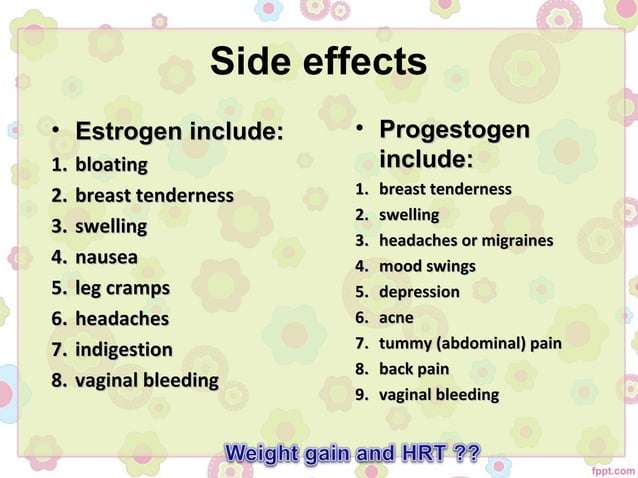 Side effects
• Estrogen include:
1. bloating
2. breast tenderness
3. swelling
4. nausea
5. leg cramps
6. headaches
7. indigestion
8. vaginal bleeding
• Progestogen
include:
1. breast tenderness
2. swelling
3. headaches or migraines
4. mood swings
5. depression
6. acne
7. tummy (abdominal) pain
8. back pain
9. vaginal bleeding
Weight gain and HRT ??
fppt.com